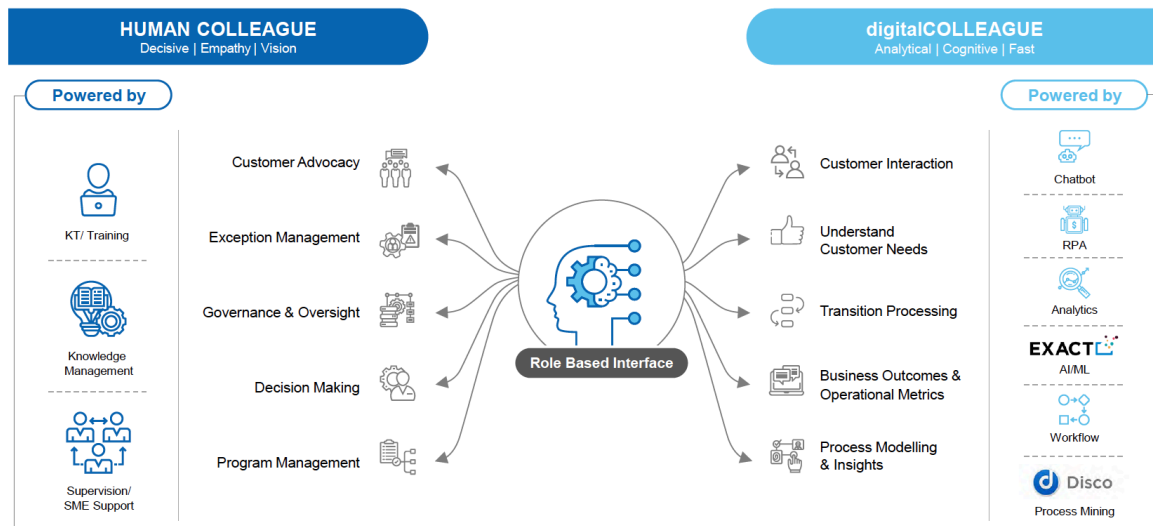 HUMAN COLLEAGUE
Decisive | Empathy | Vision
digitalCOLLEAGUE
Analytical | Cognitive | Fast
Powered by
KT/ Training
Knowledge
Management
Supervision/
SME Support
Customer Advocacy
Exception Management
Governance & Oversight
Decision Making
Program Management
Role Based Interface
Customer Interaction
Understand
Customer Needs
Transition Processing
Business Outcomes &
Operational Metrics
Process Modelling
& Insights
Powered by
Chatbot
RPA
Analytics
EXACT
AI/ML
Workflow
Disco
Process Mining